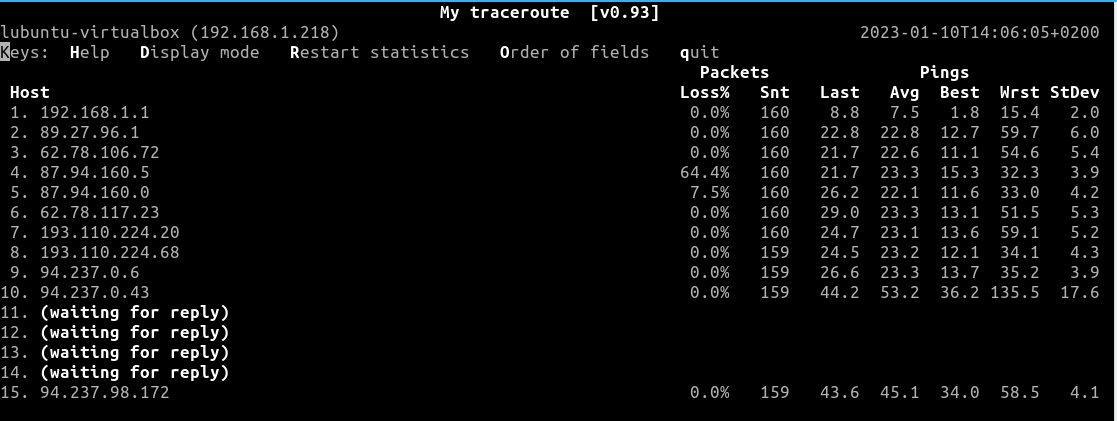 My traceroute  [v0.93]
lubuntu-virtualbox (192.168.1.218)                    2023-01-10T14:06:05+0200
Keys:  Help   Display mode   Restart statistics   Order of fields   quit
Packets               Pings
Host                  Loss%   Snt   Last   Avg  Best  Wrst StDev
1. 192.168.1.1        0.0%   160    8.8   7.5   1.8  15.4   2.0
2. 89.27.96.1         0.0%   160   22.8  22.8  12.7  59.7   6.0
3. 62.78.106.72       0.0%   160   21.7  22.6  11.1  54.6   5.4
4. 87.94.160.5        64.4%   160   21.7  23.3  15.3  32.3   3.9
5. 87.94.160.0        7.5%   160   26.2  22.1  11.6  33.0   4.2
6. 62.78.117.23       0.0%   160   29.0  23.3  13.1  51.5   5.3
7. 193.110.224.20     0.0%   160   24.7  23.1  13.6  59.1   5.2
8. 193.110.224.68     0.0%   159   24.5  23.2  12.1  34.1   4.3
9. 94.237.0.6         0.0%   159   26.6  23.3  13.7  35.2   3.9
10. 94.237.0.43       0.0%   159   44.2  53.2  36.2 135.5  17.6
11. (waiting for reply)
12. (waiting for reply)
13. (waiting for reply)
14. (waiting for reply)
15. 94.237.98.172     0.0%   159   43.6  45.1  34.0  58.5   4.1